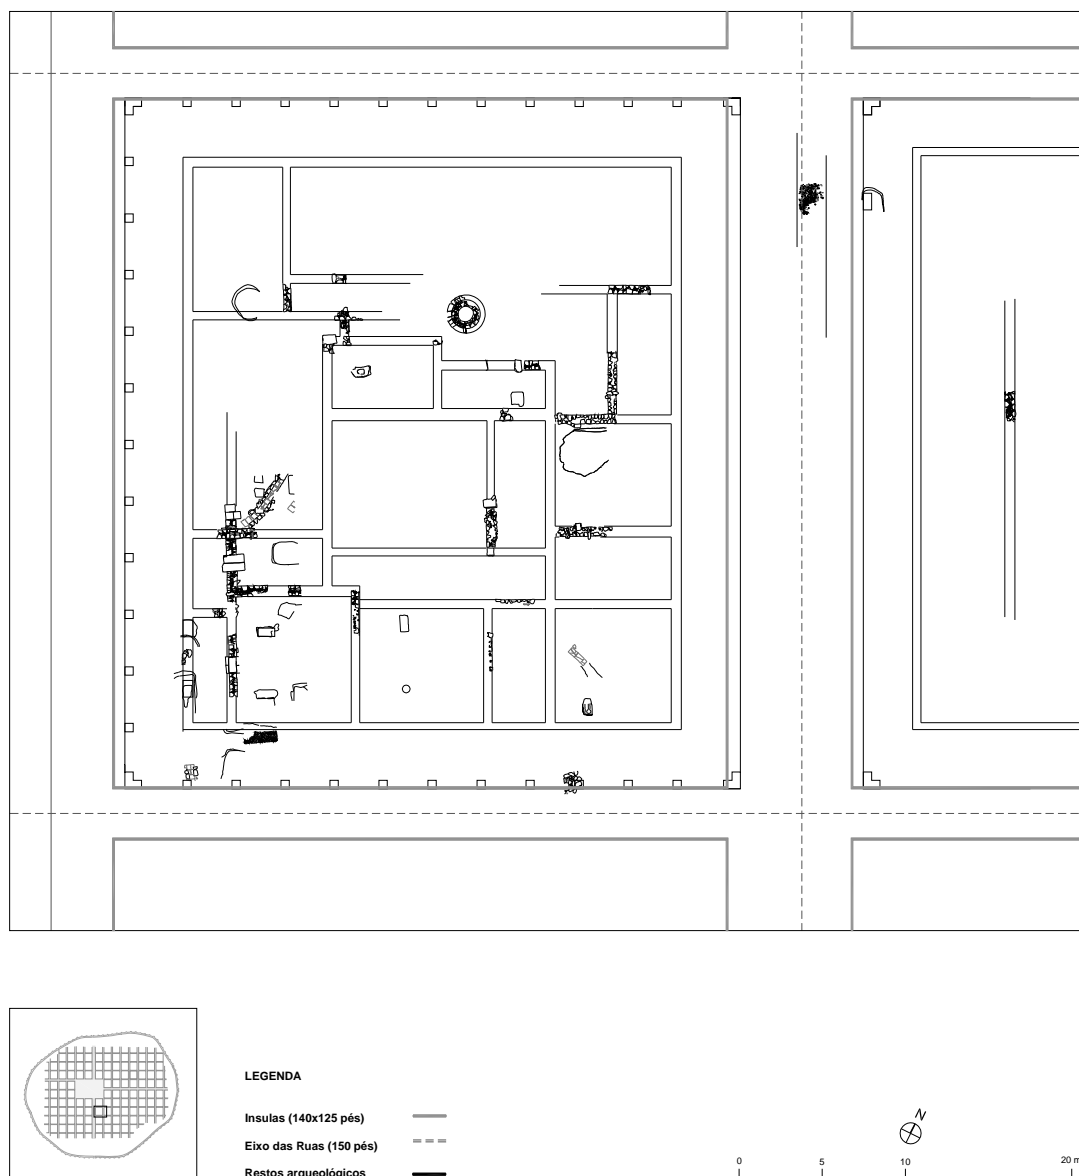 LEGENDA
Insulas (140x125 pés)
Eixo das Ruas (150 pés)
Restos arqueológicos
N
0 5 10 20 m